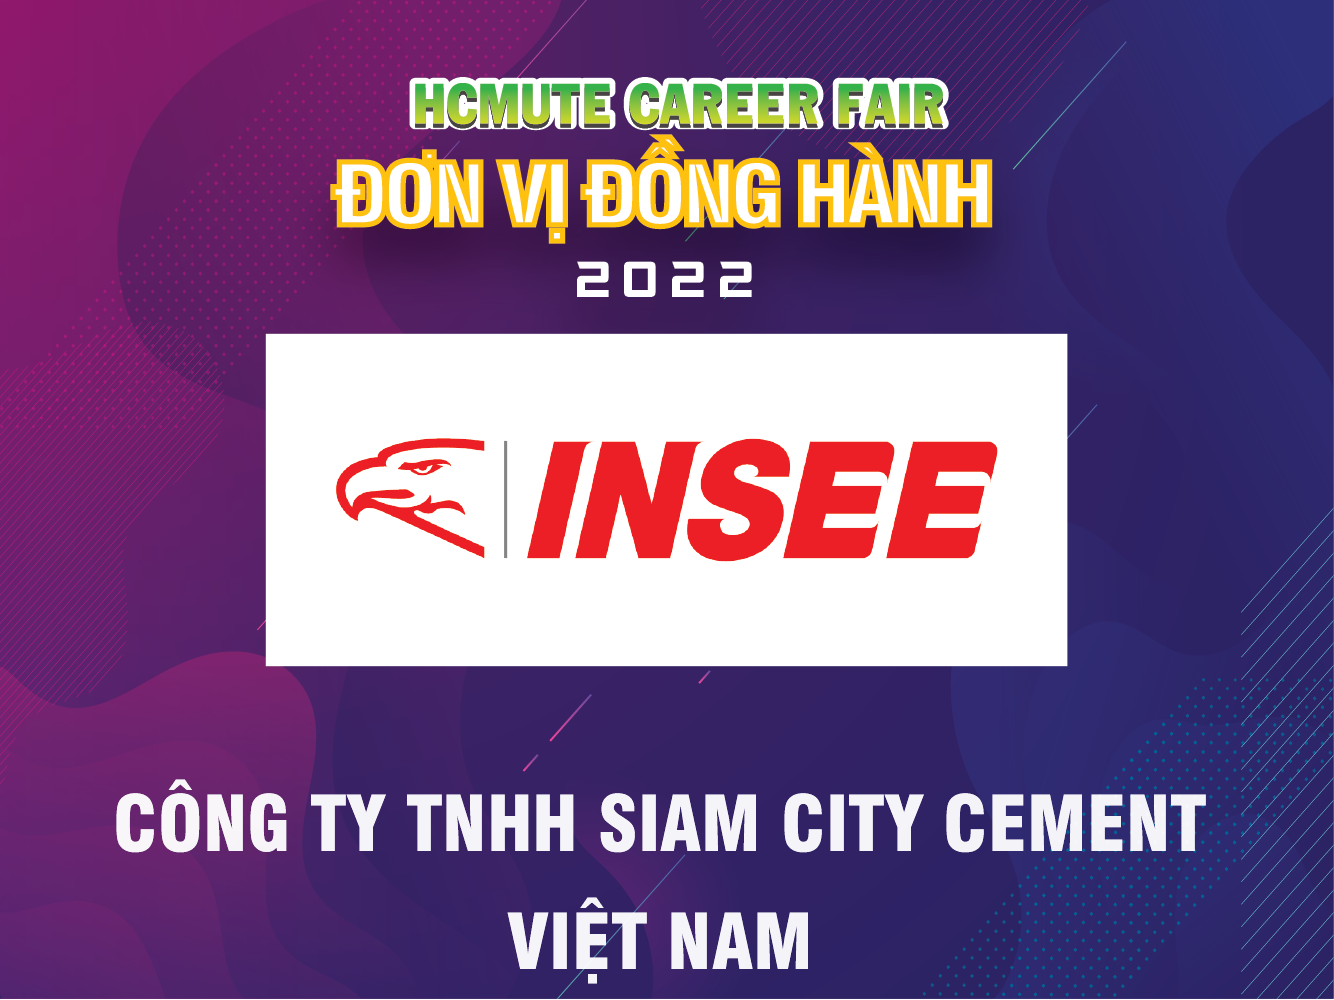 HCMUTE CAREER FAIR
ĐƠN VỊ ĐỒNG HÀNH
2022
INSEE
CÔNG TY TNHH SIAM CITY CEMENT
VIỆT NAM